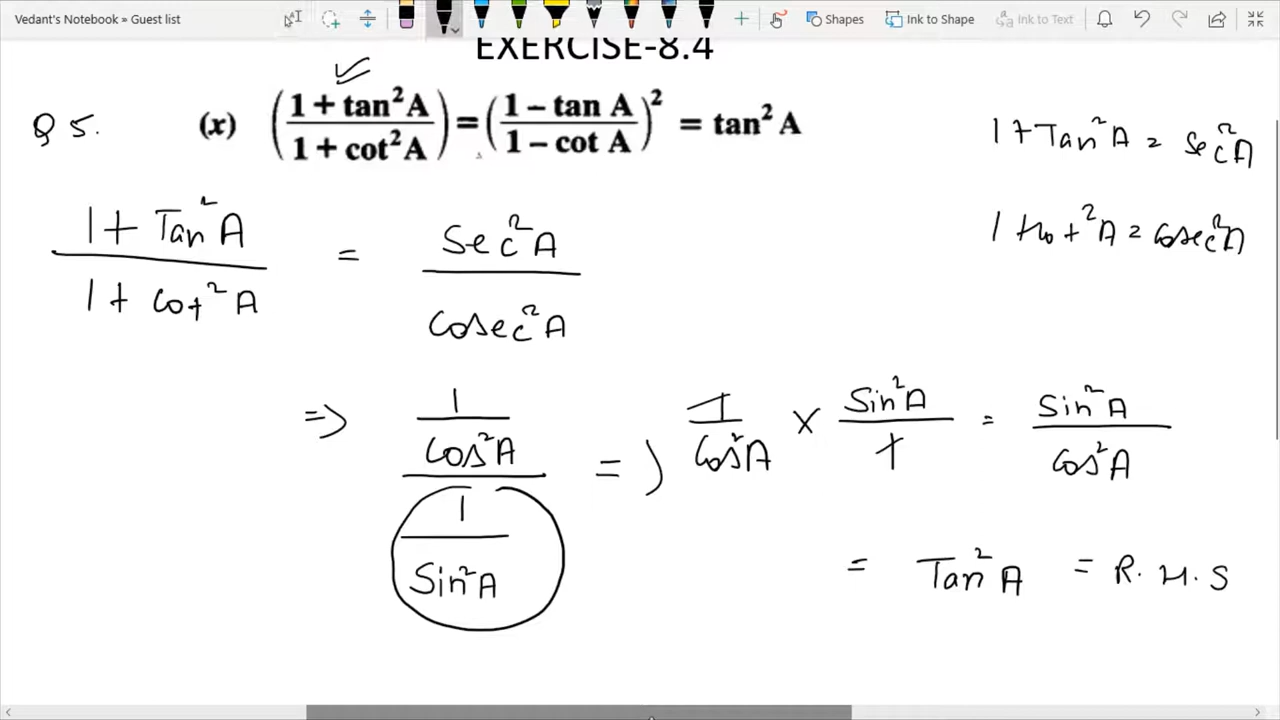 Vedant's Notebook » Guest list
Shapes
Ink to Shape
Ink to Text
EXERCISE-8.4
Q 5.
(x) (1 + tan²A / 1 + cot²A) = (1 – tan A / 1 – cot A)² = tan²A
1 + Tan²A = Sec²A
1 + cot²A = cosec²A
1 + Tan²A / 1 + Cot²A = Sec²A / Cosec²A
=> 1 / Cos²A / 1 / Sin²A => 1 / Cos²A × Sin²A / 1 = Sin²A / Cos²A
= Tan²A = R.H.S